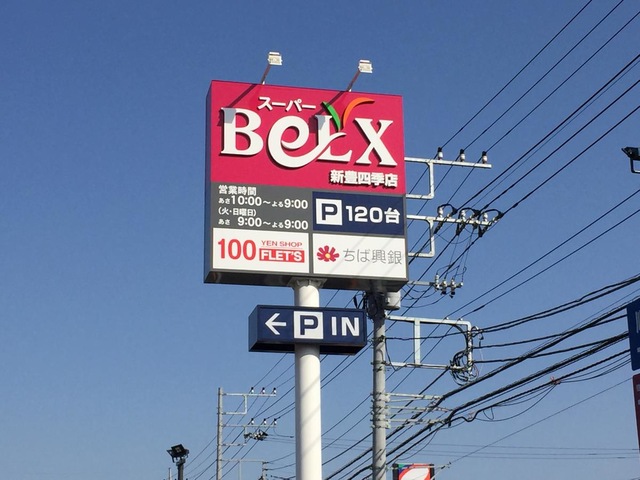 スーパー
BeLX
新豊四季店
営業時間
あさ10:00～よる9:00
(火・日曜日)
あさ 9:00～よる9:00
P 120台
100 YEN SHOP
FLET'S
ちば興銀
← P IN